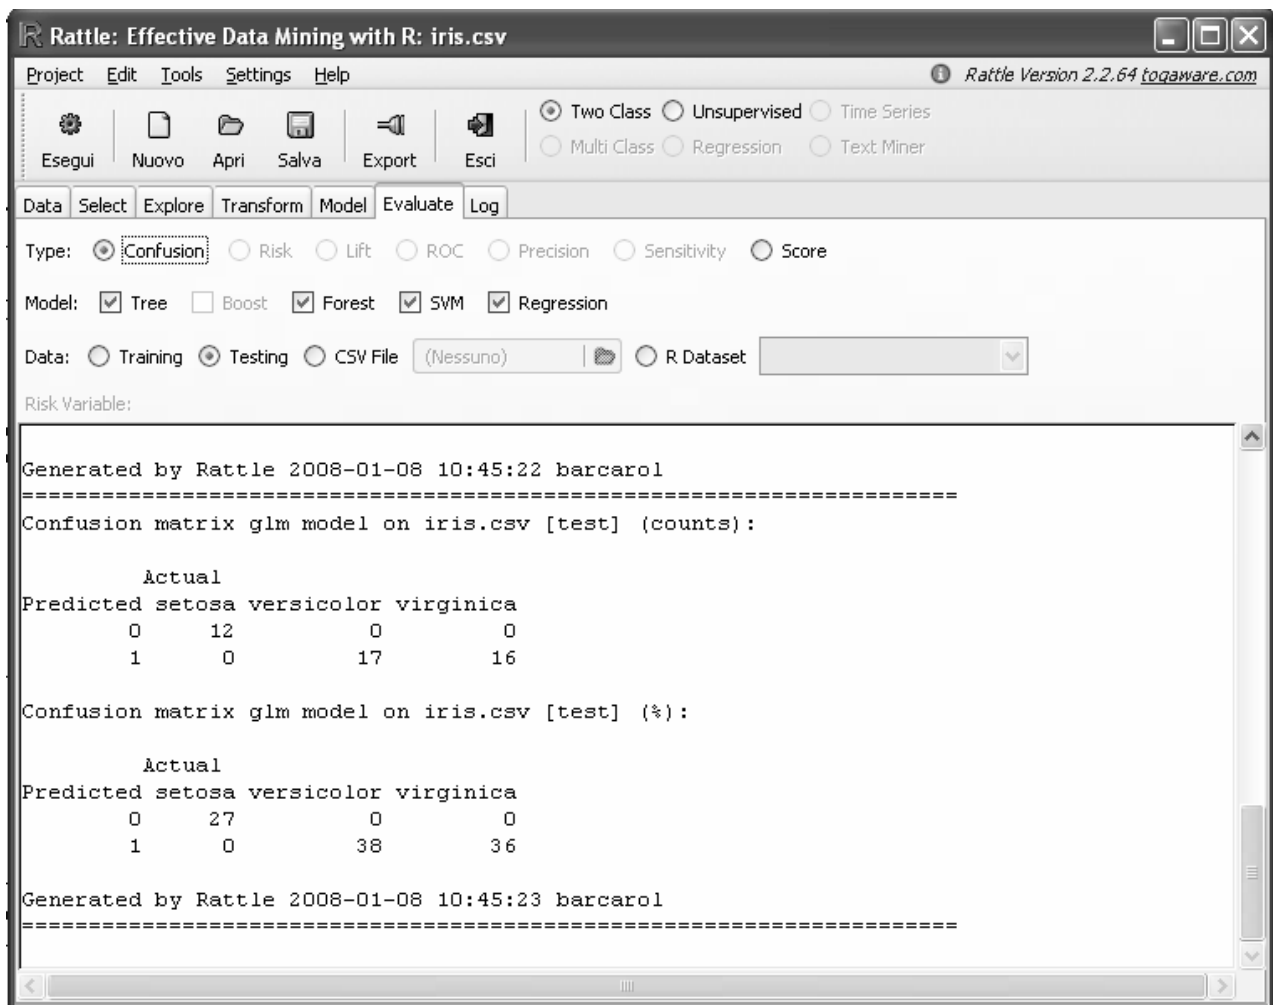 Rattle: Effective Data Mining with R: iris.csv
Project Edit Tools Settings Help Rattle Version 2.2.64 togaware.com
Esegui Nuovo Apri Salva Export Esci
Two Class Unsupervised Time Series
Multi Class Regression Text Miner
Data Select Explore Transform Model Evaluate Log
Type: Confusion Risk Lift ROC Precision Sensitivity Score
Model: Tree Boost Forest SVM Regression
Data: Training Testing CSV File (Nessuno) R Dataset
Risk Variable:
Generated by Rattle 2008-01-08 10:45:22 barcarol
======================================================================
Confusion matrix glm model on iris.csv [test] (counts):
Actual
Predicted setosa versicolor virginica
0 12 0 0
1 0 17 16
Confusion matrix glm model on iris.csv [test] (%):
Actual
Predicted setosa versicolor virginica
0 27 0 0
1 0 38 36
Generated by Rattle 2008-01-08 10:45:23 barcarol
======================================================================